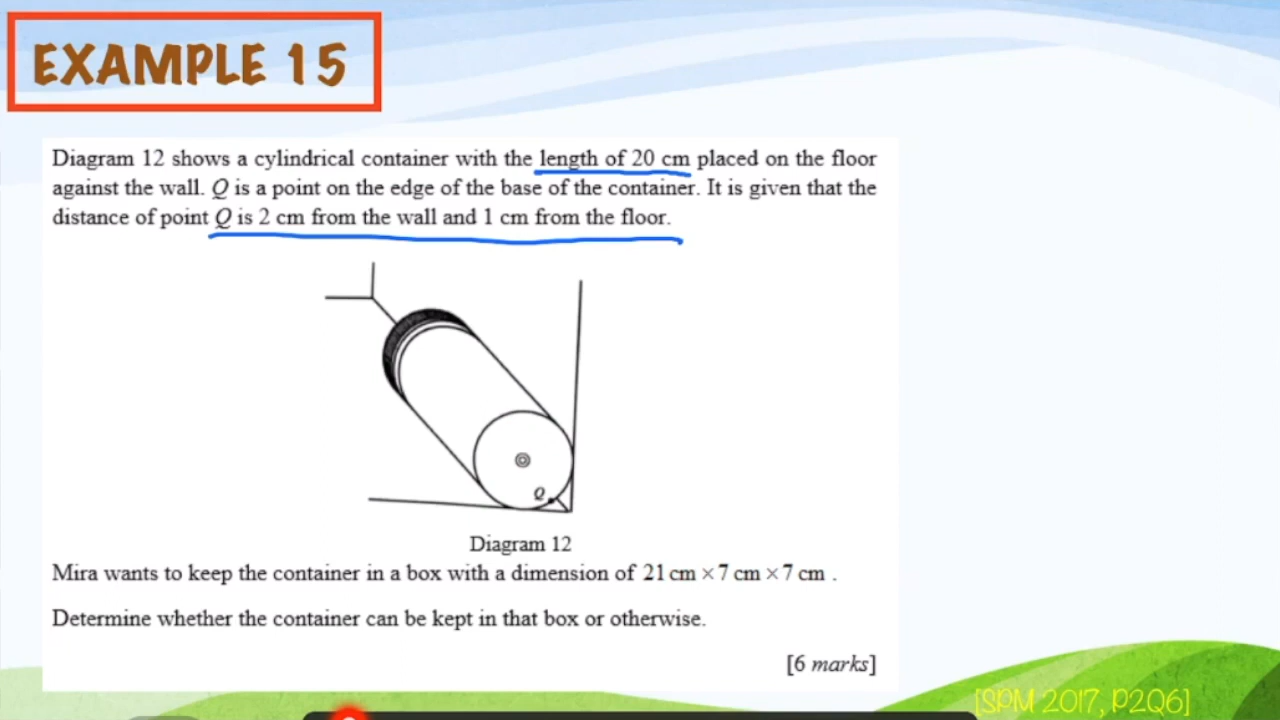 EXAMPLE 15
Diagram 12 shows a cylindrical container with the length of 20 cm placed on the floor
against the wall. Q is a point on the edge of the base of the container. It is given that the
distance of point Q is 2 cm from the wall and 1 cm from the floor.
Q
Diagram 12
Mira wants to keep the container in a box with a dimension of 21 cm × 7 cm × 7 cm .
Determine whether the container can be kept in that box or otherwise.
[6 marks]
[SPM 2017, P2Q6]